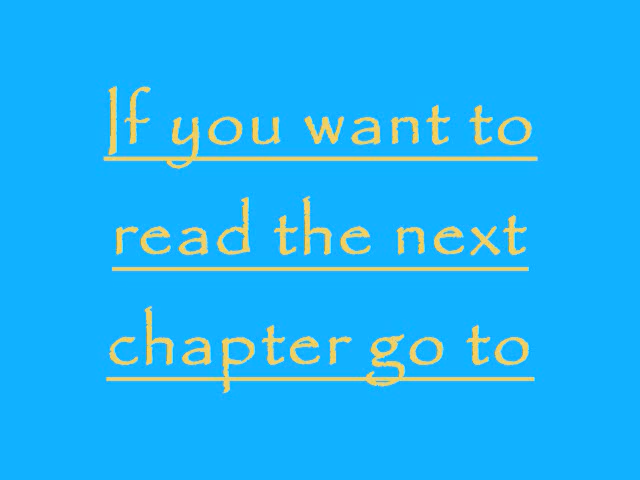 If you want to
read the next
chapter go to